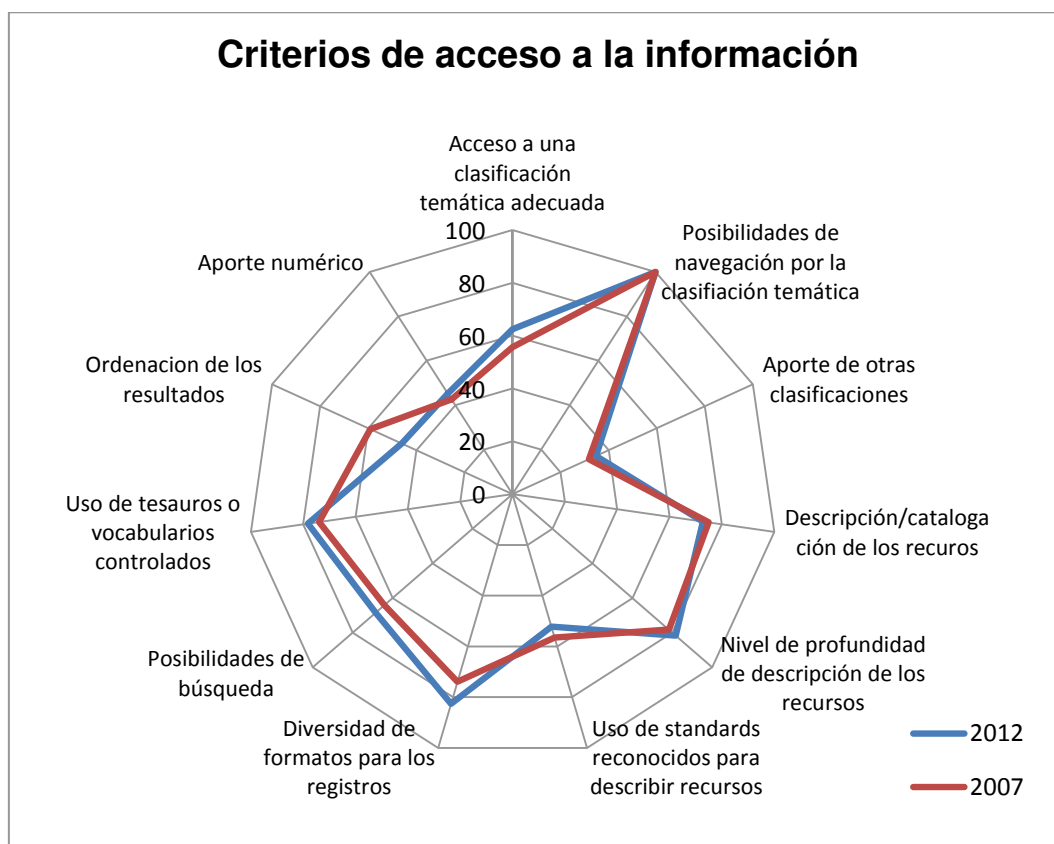 Criterios de acceso a la información
Acceso a una
clasificación
temática adecuada
Posibilidades de
navegación por la
clasifiación temática
Aporte de otras
clasificaciones
Descripción/cataloga
ción de los recuros
Nivel de profundidad
de descripción de los
recursos
Uso de standards
reconocidos para
describir recursos
Diversidad de
formatos para los
registros
Posibilidades de
búsqueda
Uso de tesauros o
vocabularios
controlados
Ordenacion de los
resultados
Aporte numérico
100
80
60
40
20
0
2012
2007